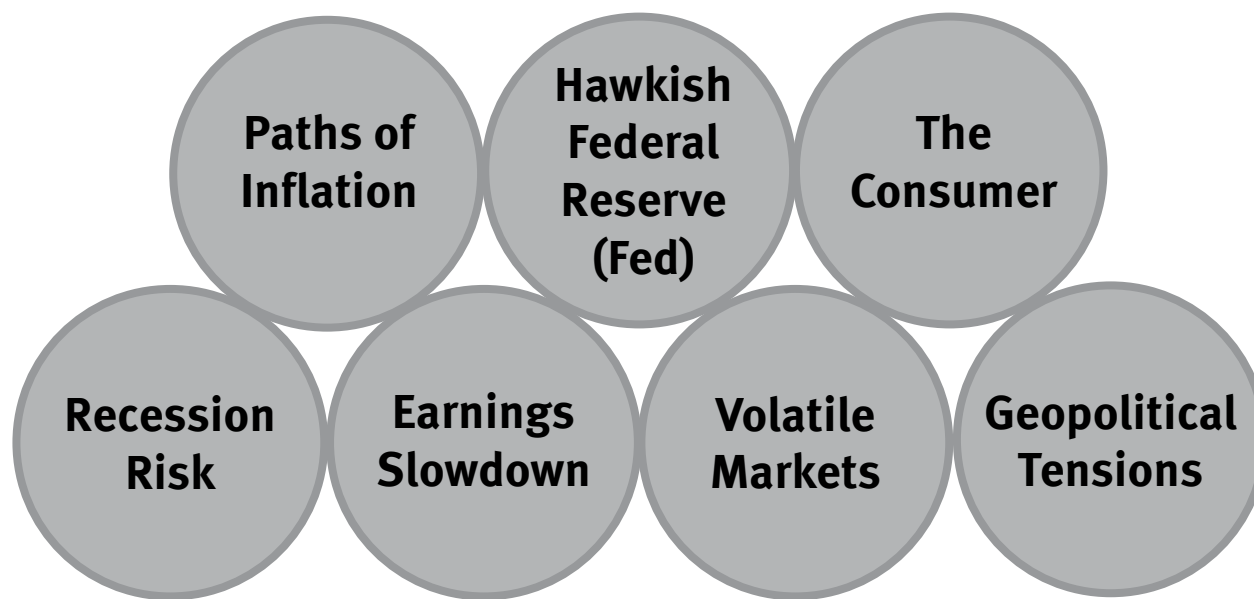 Paths of
Inflation
Hawkish
Federal
Reserve
(Fed)
The
Consumer
Recession
Risk
Earnings
Slowdown
Volatile
Markets
Geopolitical
Tensions